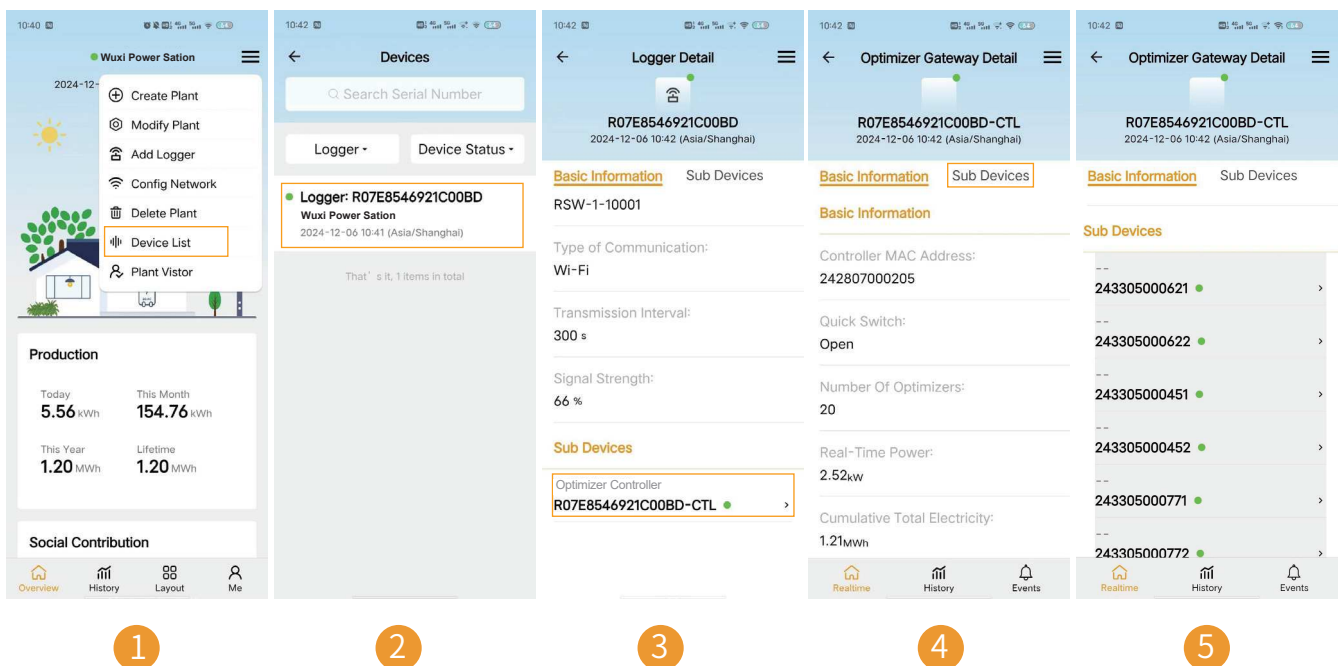 10:40
Wuxi Power Sation
2024-12-
Create Plant
Modify Plant
Add Logger
Config Network
Delete Plant
Device List
Plant Vistor
Production
Today
This Month
5.56 kWh
154.76 kWh
This Year
Lifetime
1.20 MWh
1.20 MWh
Social Contribution
Overview
History
Layout
Me
1
10:42
Devices
Search Serial Number
Logger
Device Status
Logger: R07E8546921C00BD
Wuxi Power Sation
2024-12-06 10:41 (Asia/Shanghai)
That's it, 1 items in total
2
10:42
Logger Detail
R07E8546921C00BD
2024-12-06 10:42 (Asia/Shanghai)
Basic Information Sub Devices
RSW-1-10001
Type of Communication:
Wi-Fi
Transmission Interval:
300 s
Signal Strength:
66 %
Sub Devices
Optimizer Controller
R07E8546921C00BD-CTL
3
10:42
Optimizer Gateway Detail
R07E8546921C00BD-CTL
2024-12-06 10:42 (Asia/Shanghai)
Basic Information Sub Devices
Basic Information
Controller MAC Address:
242807000205
Quick Switch:
Open
Number Of Optimizers:
20
Real-Time Power:
2.52kW
Cumulative Total Electricity:
1.21MWh
Realtime
History
Events
4
10:42
Optimizer Gateway Detail
R07E8546921C00BD-CTL
2024-12-06 10:42 (Asia/Shanghai)
Basic Information Sub Devices
Sub Devices
--
243305000621
--
243305000622
--
243305000451
--
243305000452
--
243305000771
--
243305000772
Realtime
History
Events
5